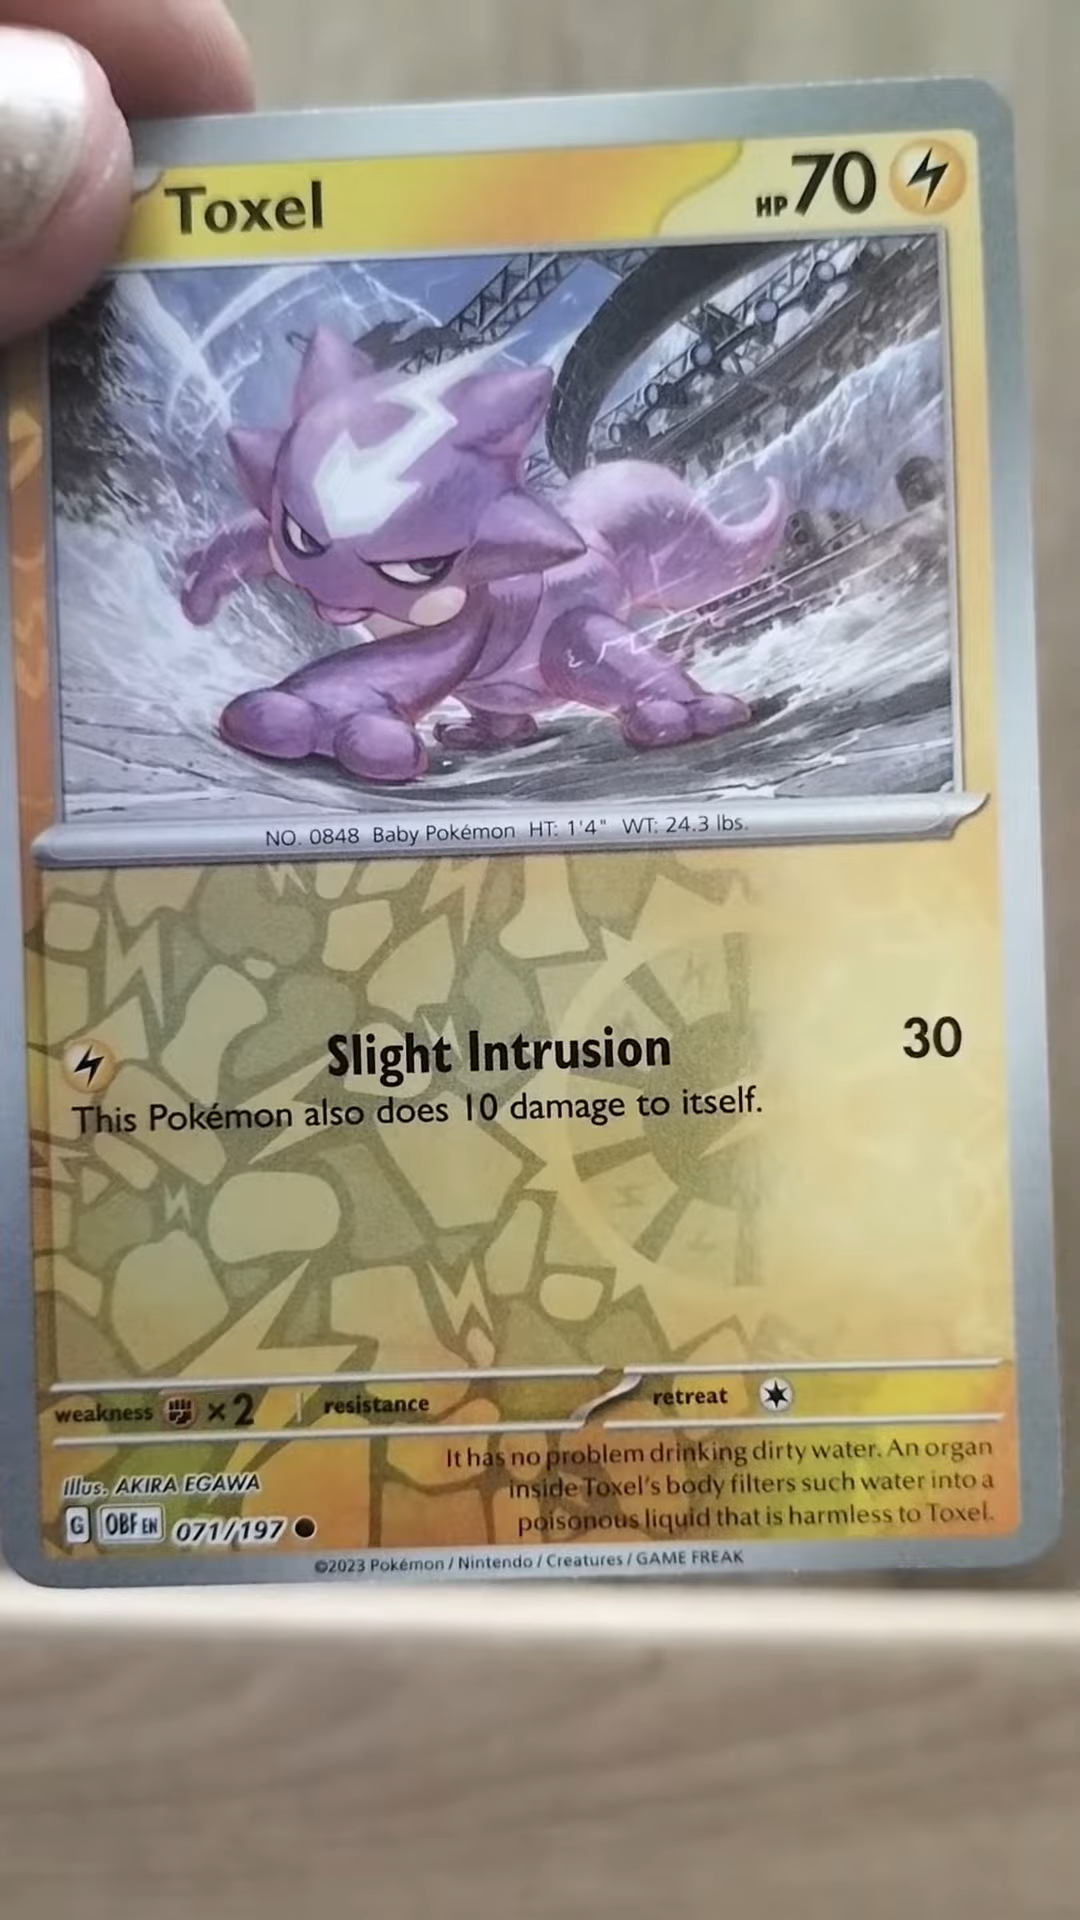 Toxel HP 70
NO. 0848 Baby Pokémon HT: 1'4" WT: 24.3 lbs.
Slight Intrusion 30
This Pokémon also does 10 damage to itself.
weakness ×2 resistance retreat
It has no problem drinking dirty water. An organ
inside Toxel's body filters such water into a
poisonous liquid that is harmless to Toxel.
Illus. AKIRA EGAWA
G OBF EN 071/197
©2023 Pokémon / Nintendo / Creatures / GAME FREAK